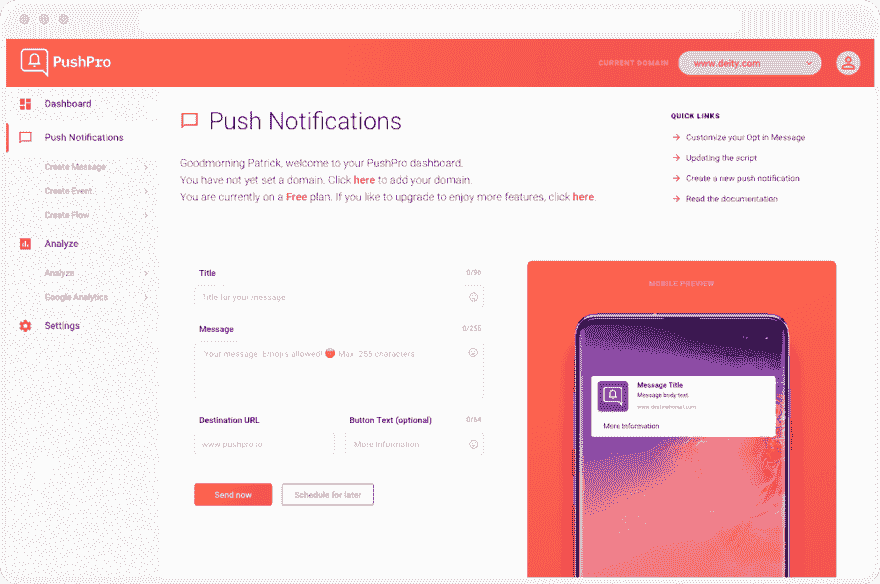 PushPro
CURRENT DOMAIN
www.deity.com
Dashboard
Push Notifications
Create Message
Create Event
Create Flow
Analyze
Analyze
Google Analytics
Settings
Push Notifications
Goodmorning Patrick, welcome to your PushPro dashboard.
You have not yet set a domain. Click here to add your domain.
You are currently on a Free plan. If you like to upgrade to enjoy more features, click here.
QUICK LINKS
Customize your Opt in Message
Updating the script
Create a new push notification
Read the documentation
Title
Title for your message
Message
0/255
Your message. Emojis allowed! Max. 255 characters
Destination URL
www.pushpro.io
Button Text (optional)
0/64
More Information
Send now
Schedule for later
MOBILE PREVIEW
Message Title
Message body text.
More Information